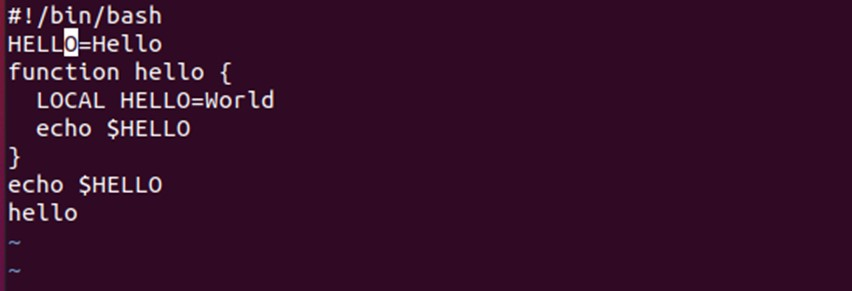 #!/bin/bash
HELLO=Hello
function hello {
  LOCAL HELLO=World
  echo $HELLO
}
echo $HELLO
hello
~
~